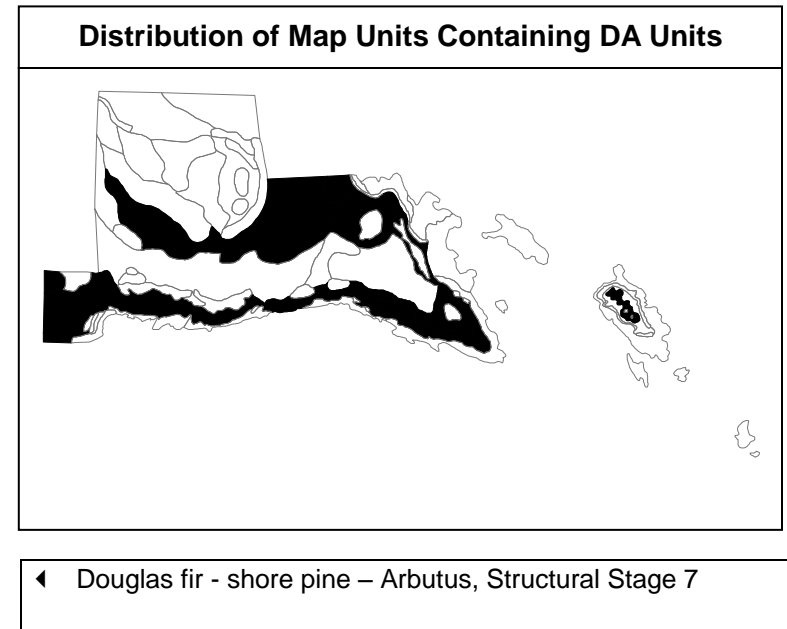 Distribution of Map Units Containing DA Units
Douglas fir - shore pine – Arbutus, Structural Stage 7